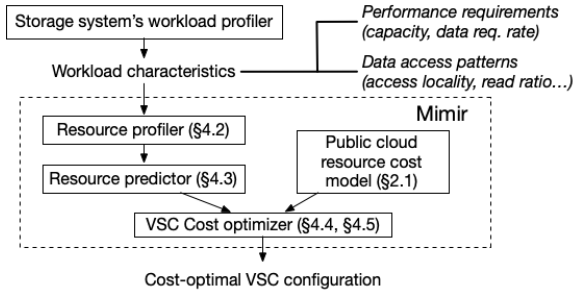 Storage system's workload profiler
Performance requirements
(capacity, data req. rate)
Workload characteristics
Data access patterns
(access locality, read ratio…)
Mimir
Resource profiler (§4.2)
Public cloud
resource cost
model (§2.1)
Resource predictor (§4.3)
VSC Cost optimizer (§4.4, §4.5)
Cost-optimal VSC configuration